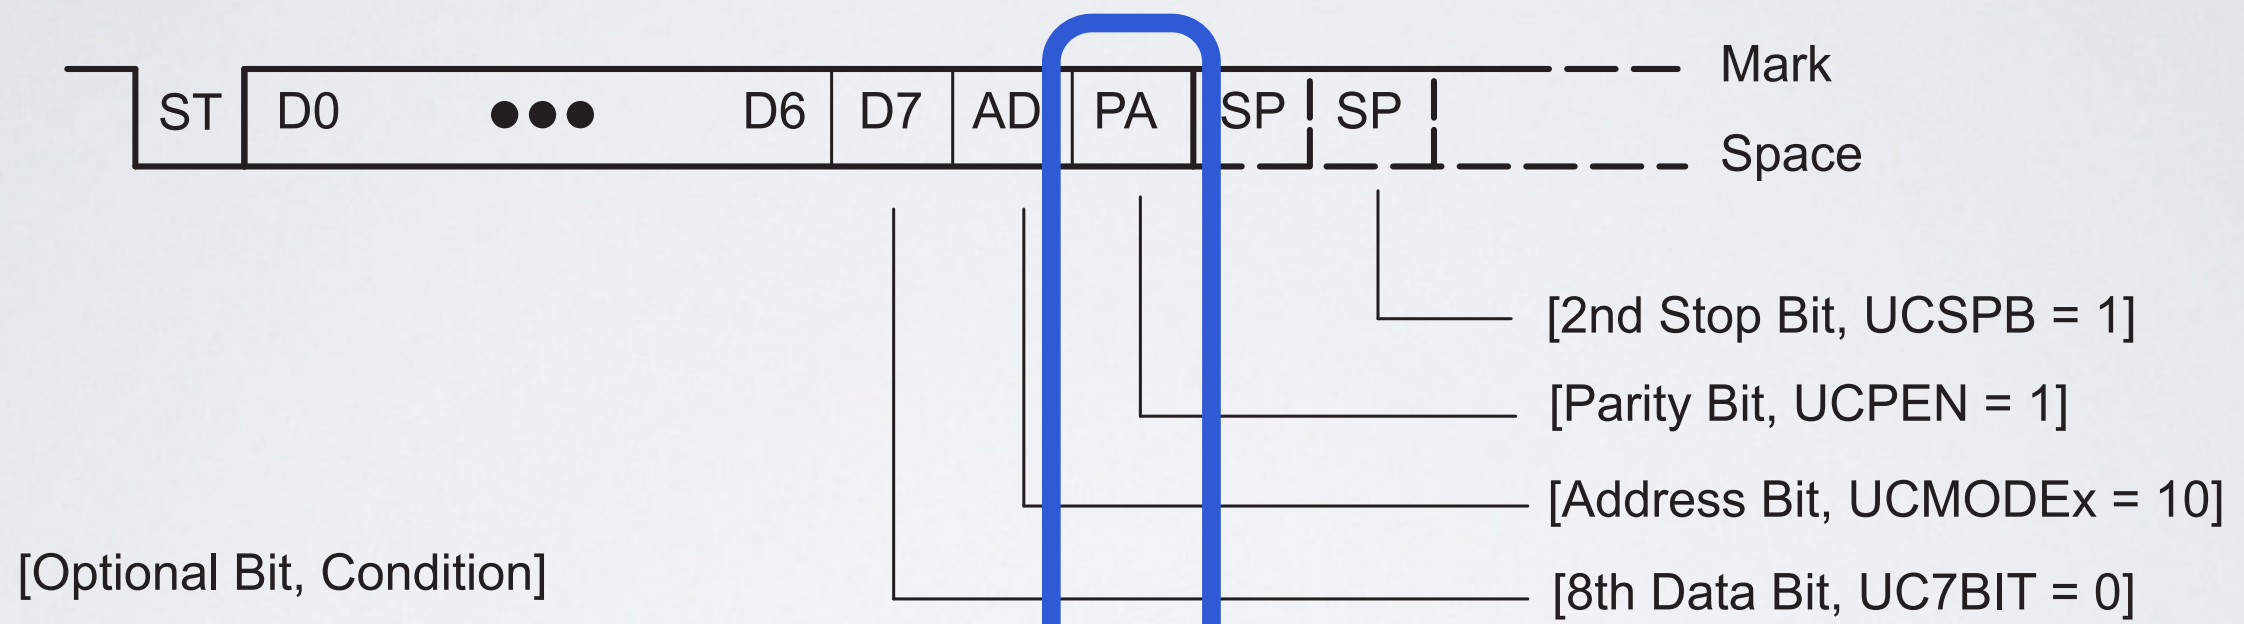 ST D0 ●●● D6 D7 AD PA SP SP
Mark
Space
[2nd Stop Bit, UCSPB = 1]
[Parity Bit, UCPEN = 1]
[Address Bit, UCMODEx = 10]
[Optional Bit, Condition]
[8th Data Bit, UC7BIT = 0]